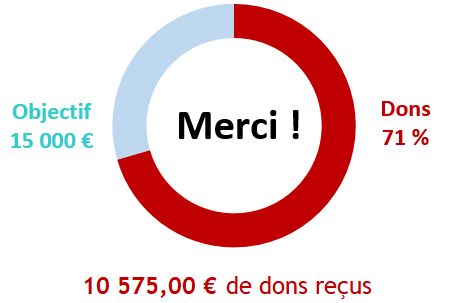 Objectif
15 000 €
Merci !
Dons
71 %
10 575,00 € de dons reçus